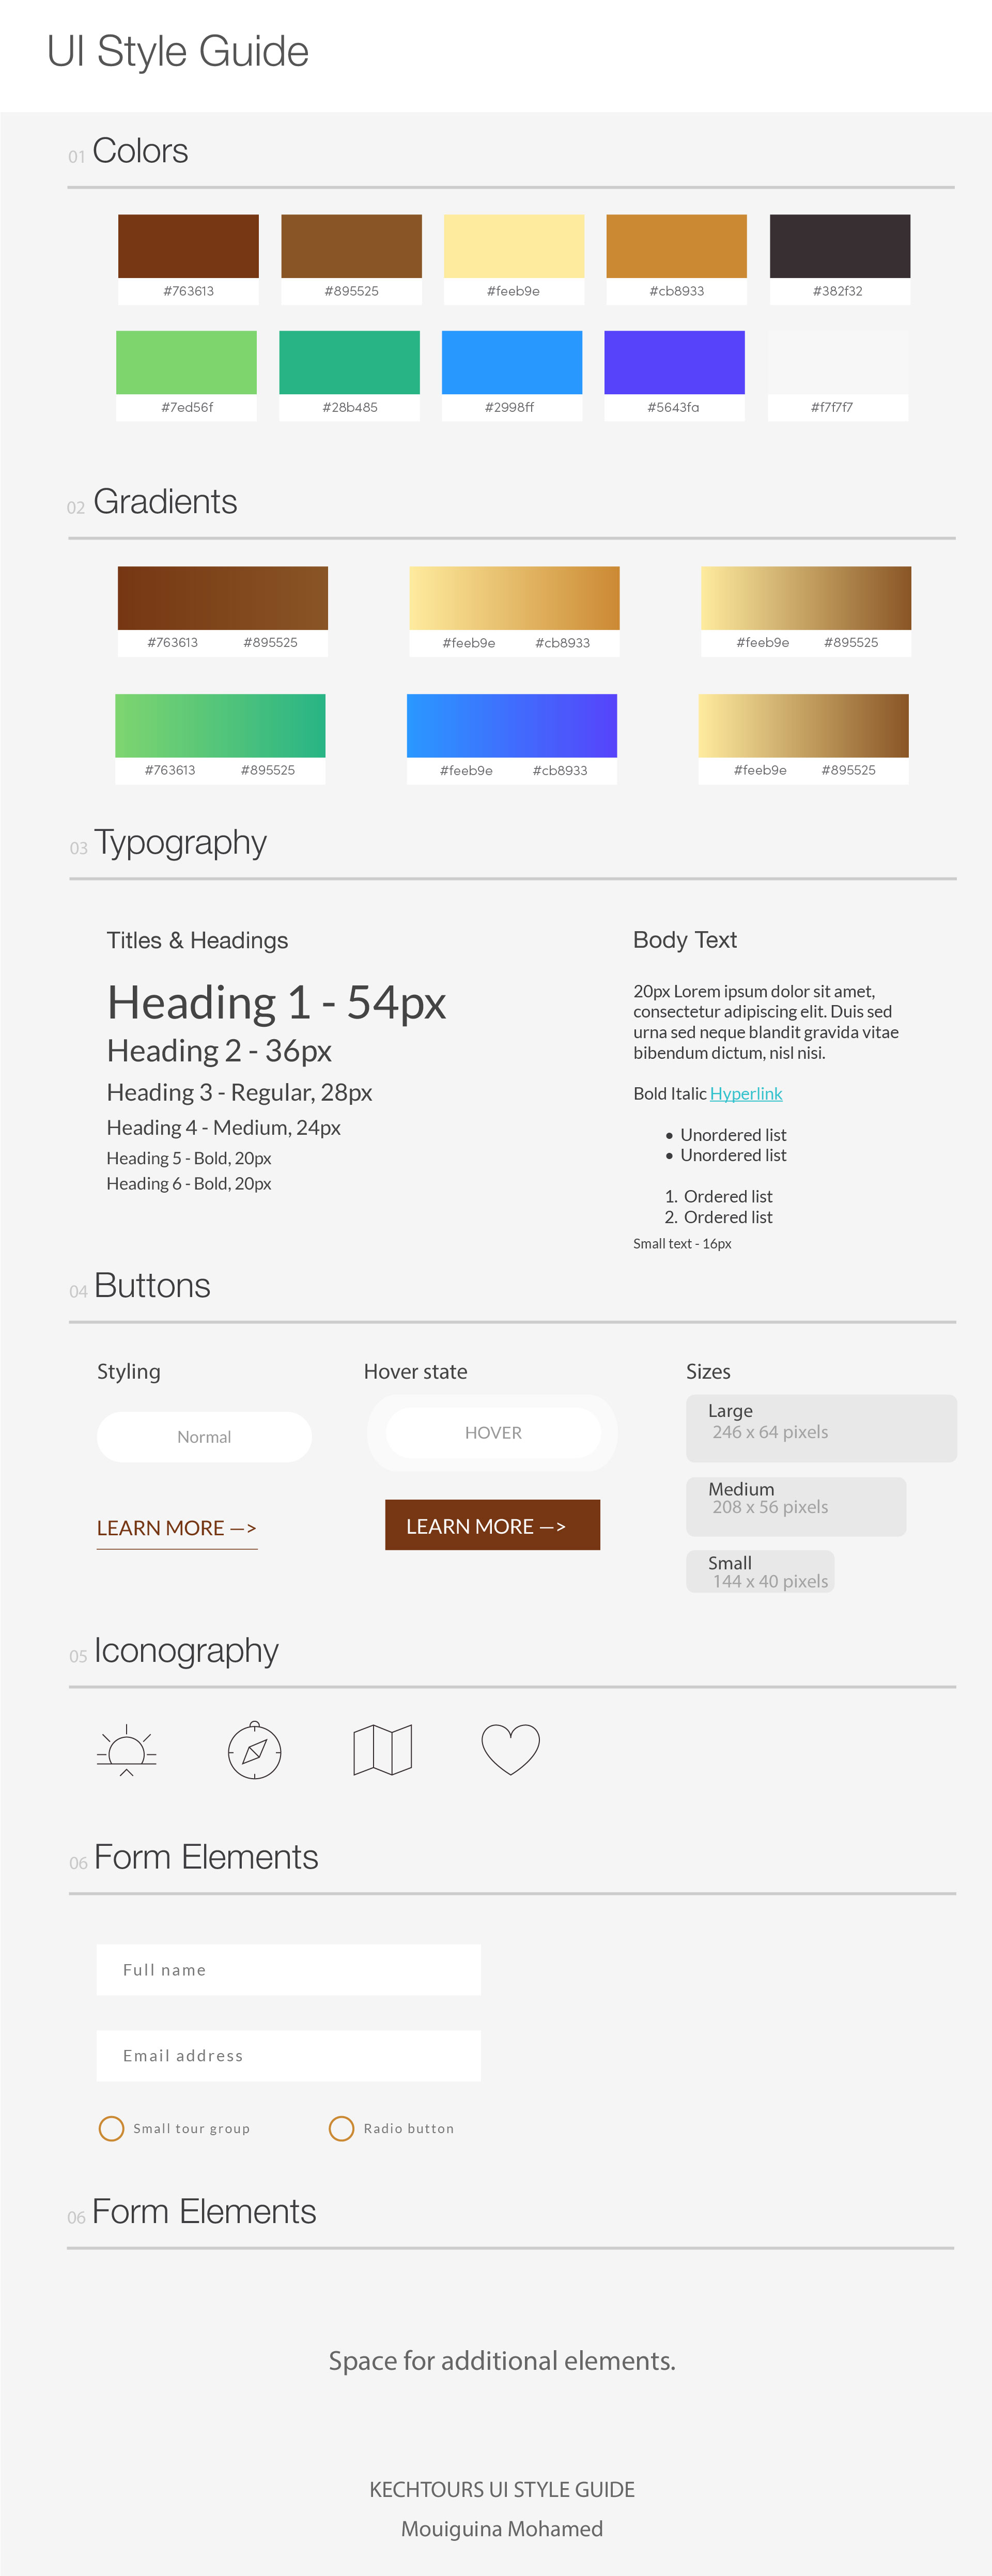 UI Style Guide
01 Colors
#763613
#895525
#feeb9e
#cb8933
#382f32
#7ed56f
#28b485
#2998ff
#5643fa
#f7f7f7
02 Gradients
#763613 #895525
#feeb9e #cb8933
#feeb9e #895525
#763613 #895525
#feeb9e #cb8933
#feeb9e #895525
03 Typography
Titles & Headings
Heading 1 - 54px
Heading 2 - 36px
Heading 3 - Regular, 28px
Heading 4 - Medium, 24px
Heading 5 - Bold, 20px
Heading 6 - Bold, 20px
Body Text
20px Lorem ipsum dolor sit amet,
consectetur adipiscing elit. Duis sed
urna sed neque blandit gravida vitae
bibendum dictum, nisl nisi.
Bold Italic Hyperlink
• Unordered list
• Unordered list
1. Ordered list
2. Ordered list
Small text - 16px
04 Buttons
Styling
Normal
LEARN MORE —>
Hover state
HOVER
LEARN MORE —>
Sizes
Large
246 x 64 pixels
Medium
208 x 56 pixels
Small
144 x 40 pixels
05 Iconography
06 Form Elements
Full name
Email address
Small tour group
Radio button
06 Form Elements
Space for additional elements.
KECHTOURS UI STYLE GUIDE
Mouiguina Mohamed